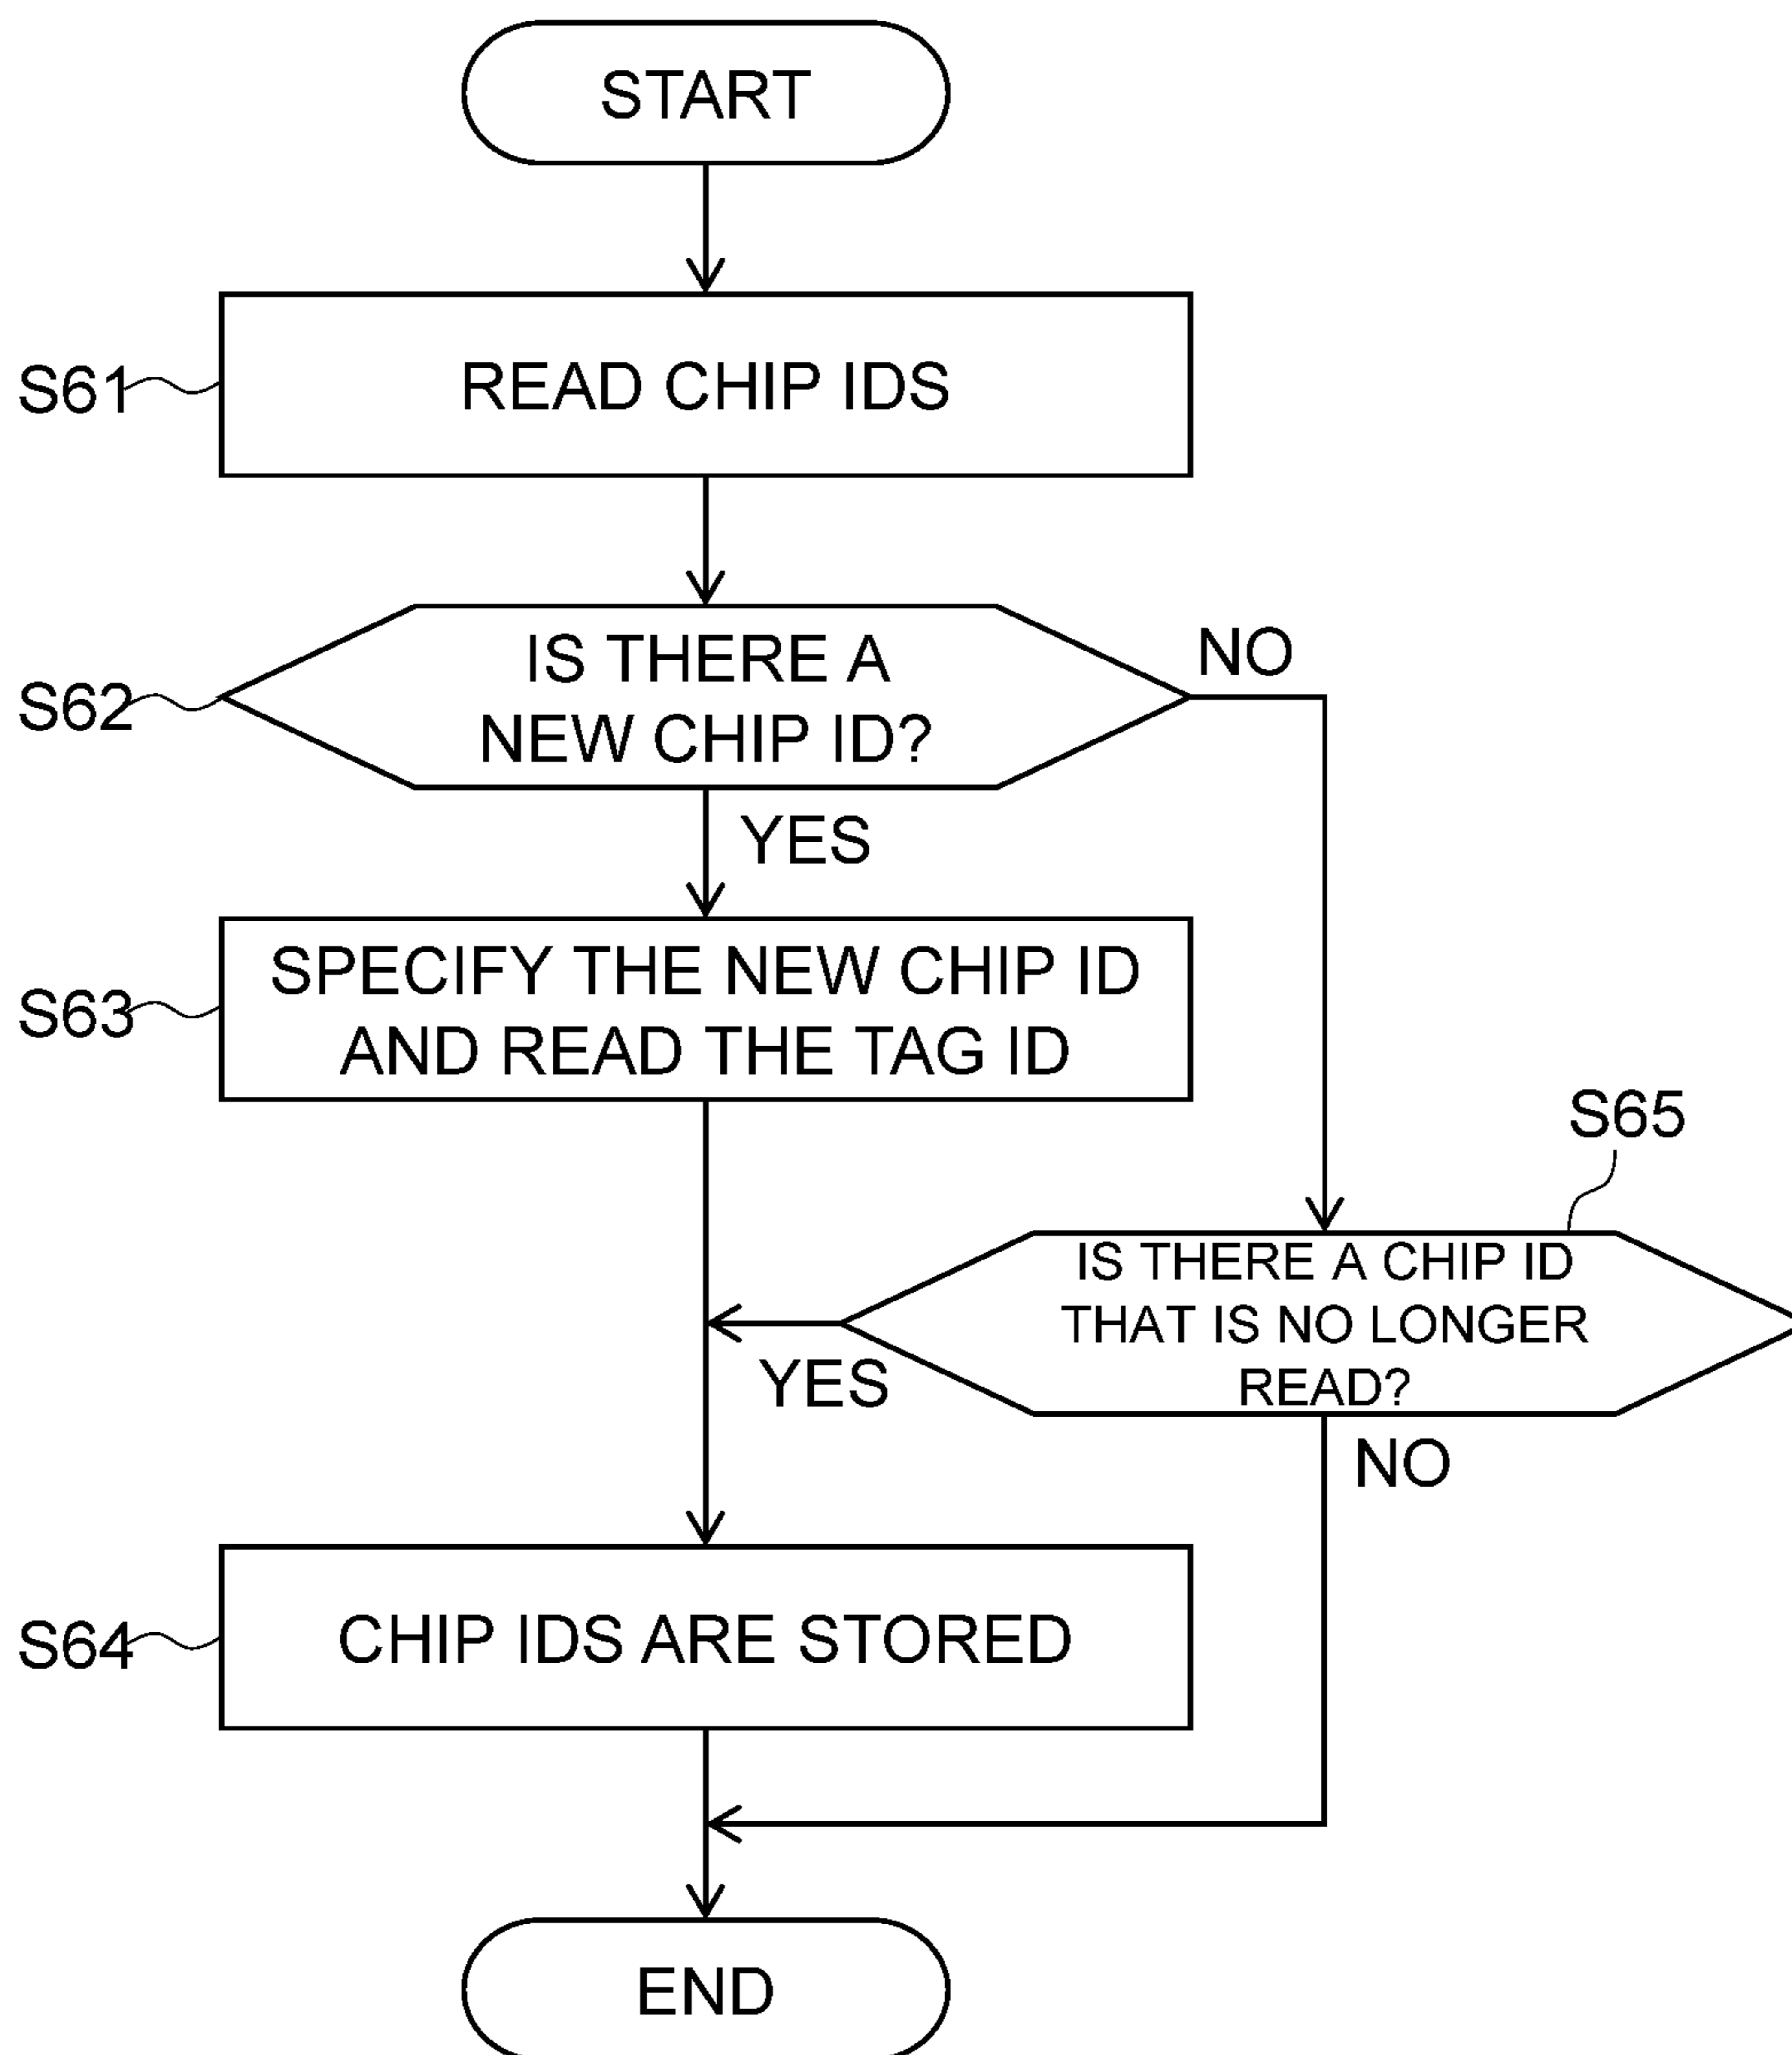 START
S61
READ CHIP IDS
S62
IS THERE A
NEW CHIP ID?
NO
YES
S63
SPECIFY THE NEW CHIP ID
AND READ THE TAG ID
S65
IS THERE A CHIP ID
THAT IS NO LONGER
READ?
YES
NO
S64
CHIP IDS ARE STORED
END